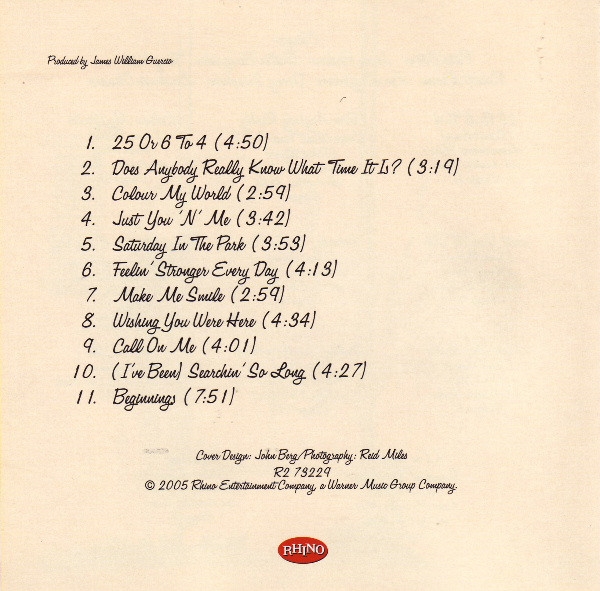 Produced by James William Guercio
1. 25 Or 6 To 4 (4:50)
2. Does Anybody Really Know What Time It Is? (3:19)
3. Colour My World (2:59)
4. Just You 'N' Me (3:42)
5. Saturday In The Park (3:53)
6. Feelin' Stronger Every Day (4:13)
7. Make Me Smile (2:59)
8. Wishing You Were Here (4:34)
9. Call On Me (4:01)
10. (I've Been) Searchin' So Long (4:27)
11. Beginnings (7:51)
Cover Design: John Berg/Photography: Reid Miles
R2 73229
© 2005 Rhino Entertainment Company, a Warner Music Group Company.
RHINO